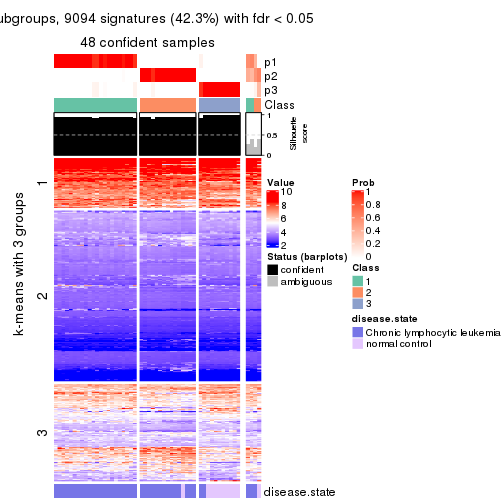 ubgroups, 9094 signatures (42.3%) with fdr < 0.05
48 confident samples
p1
p2
p3
Class
1
0.5
0
Silhouette
score
k-means with 3 groups
1
2
3
Value
10
8
6
4
2
Status (barplots)
confident
ambiguous
Prob
1
0.8
0.6
0.4
0.2
0
Class
1
2
3
disease.state
Chronic lymphocytic leukemia
normal control
disease.state